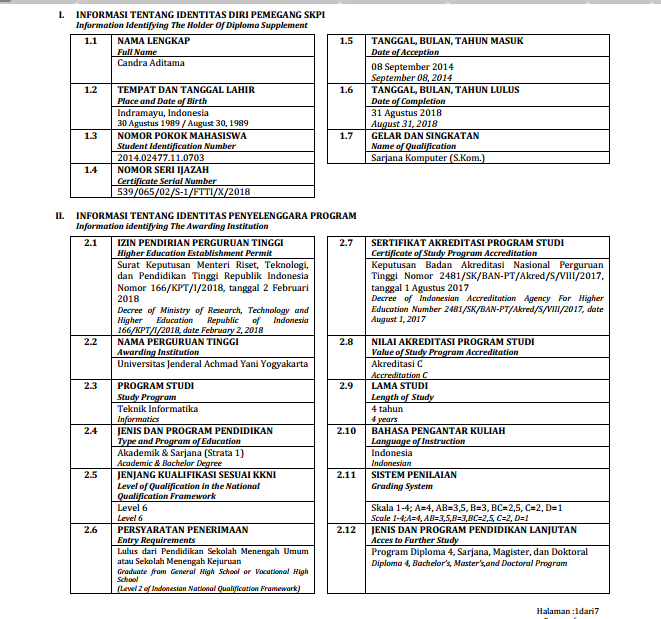 I. INFORMASI TENTANG IDENTITAS DIRI PEMEGANG SKPI
Information Identifying The Holder Of Diploma Supplement
1.1 NAMA LENGKAP
Full Name
Candra Aditama
1.2 TEMPAT DAN TANGGAL LAHIR
Place and Date of Birth
Indramayu, Indonesia
30 Agustus 1989 / August 30, 1989
1.3 NOMOR POKOK MAHASISWA
Student Identification Number
2014.02477.11.0703
1.4 NOMOR SERI IJAZAH
Certificate Serial Number
539/065/02/S-1/FTTI/X/2018
1.5 TANGGAL, BULAN, TAHUN MASUK
Date of Acception
08 September 2014
September 08, 2014
1.6 TANGGAL, BULAN, TAHUN LULUS
Date of Completion
31 Agustus 2018
August 31, 2018
1.7 GELAR DAN SINGKATAN
Name of Qualification
Sarjana Komputer (S.Kom.)
II. INFORMASI TENTANG IDENTITAS PENYELENGGARA PROGRAM
Information identifying The Awarding Institution
2.1 IZIN PENDIRIAN PERGURUAN TINGGI
Higher Education Establishment Permit
Surat Keputusan Menteri Riset, Teknologi,
dan Pendidikan Tinggi Republik Indonesia
Nomor 166/KPT/I/2018, tanggal 2 Februari
2018
Decree of Ministry of Research, Technology and
Higher Education Republic of Indonesia
166/KPT/I/2018, date February 2, 2018
2.2 NAMA PERGURUAN TINGGI
Awarding Institution
Universitas Jenderal Achmad Yani Yogyakarta
2.3 PROGRAM STUDI
Study Program
Teknik Informatika
Informatics
2.4 JENIS DAN PROGRAM PENDIDIKAN
Type and Program of Education
Akademik & Sarjana (Strata 1)
Academic & Bachelor Degree
2.5 JENJANG KUALIFIKASI SESUAI KKNI
Level of Qualification in the National
Qualification Framework
Level 6
Level 6
2.6 PERSYARATAN PENERIMAAN
Entry Requirements
Lulus dari Pendidikan Sekolah Menengah Umum
atau Sekolah Menengah Kejuruan
Graduate from General High School or Vocational High
School
(Level 2 of Indonesian National Qualification Framework)
2.7 SERTIFIKAT AKREDITASI PROGRAM STUDI
Certificate of Study Program Accreditation
Keputusan Badan Akreditasi Nasional Perguruan
Tinggi Nomor 2481/SK/BAN-PT/Akred/S/VIII/2017,
tanggal 1 Agustus 2017
Decree of Indonesian Accreditation Agency For Higher
Education Number 2481/SK/BAN-PT/Akred/S/VIII/2017, date
August 1, 2017
2.8 NILAI AKREDITASI PROGRAM STUDI
Value of Study Program Accreditation
Akreditasi C
Accreditation C
2.9 LAMA STUDI
Length of Study
4 tahun
4 years
2.10 BAHASA PENGANTAR KULIAH
Language of Instruction
Indonesia
Indonesian
2.11 SISTEM PENILAIAN
Grading System
Skala 1-4; A=4, AB=3,5, B=3, BC=2,5, C=2, D=1
Scale 1-4;A=4, AB=3,5,B=3,BC=2,5, C=2, D=1
2.12 JENIS DAN PROGRAM PENDIDIKAN LANJUTAN
Acces to Further Study
Program Diploma 4, Sarjana, Magister, dan Doktoral
Diploma 4, Bachelor's, Master's,and Doctoral Program
Halaman :1dari7